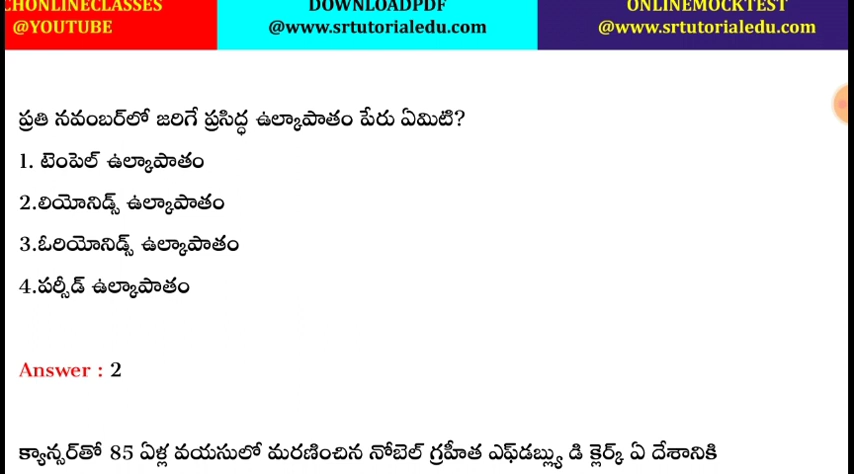 CHONLINECLASSES
@YOUTUBE
DOWNLOADPDF
@www.srtutorialedu.com
ONLINEMOCKTEST
@www.srtutorialedu.com
ప్రతి నవంబర్‌లో జరిగే ప్రసిద్ధ ఉల్కాపాతం పేరు ఏమిటి?
1. టెంపెల్ ఉల్కాపాతం
2.లియోనిడ్స్ ఉల్కాపాతం
3.ఓరియోనిడ్స్ ఉల్కాపాతం
4.పర్సీడ్ ఉల్కాపాతం
Answer : 2
క్యాన్సర్‌తో 85 ఏళ్ల వయసులో మరణించిన నోబెల్ గ్రహీత ఎఫ్‌డబ్ల్యు డి క్లెర్క్ ఏ దేశానికి